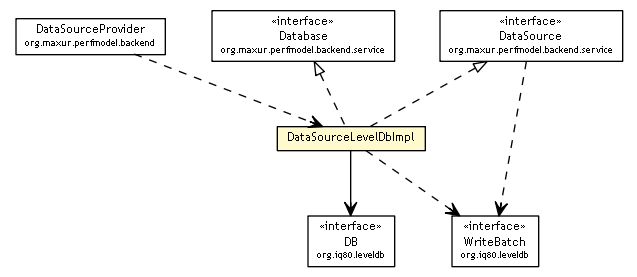 DataSourceProvider
org.maxur.perfmodel.backend
«interface»
Database
org.maxur.perfmodel.backend.service
«interface»
DataSource
org.maxur.perfmodel.backend.service
DataSourceLevelDbImpl
«interface»
DB
org.iq80.leveldb
«interface»
WriteBatch
org.iq80.leveldb